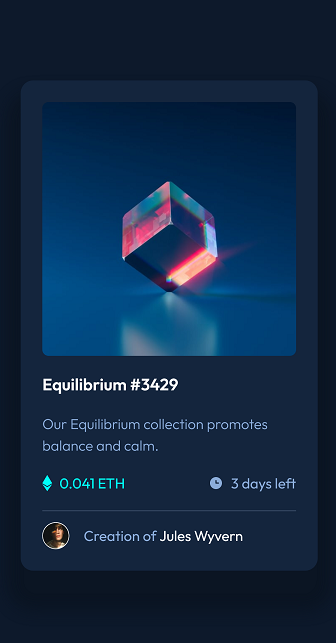 Equilibrium #3429
Our Equilibrium collection promotes
balance and calm.
0.041 ETH
3 days left
Creation of Jules Wyvern